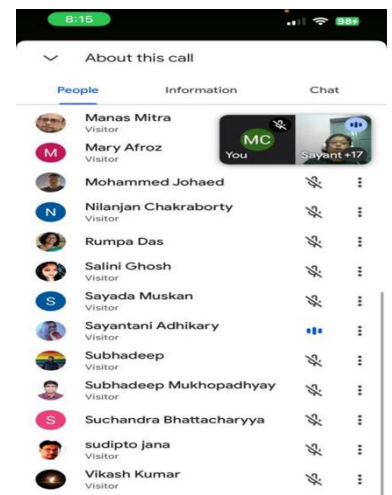 8:15
98+
About this call
People Information Chat
Manas Mitra
Visitor
MC
You
Sayant +17
M
Mary Afroz
Visitor
Mohammed Johaed
N
Nilanjan Chakraborty
Visitor
Rumpa Das
Salini Ghosh
Visitor
S
Sayada Muskan
Visitor
Sayantani Adhikary
Visitor
Subhadeep
Visitor
Subhadeep Mukhopadhyay
Visitor
S
Suchandra Bhattacharyya
sudipto jana
Visitor
Vikash Kumar
Visitor